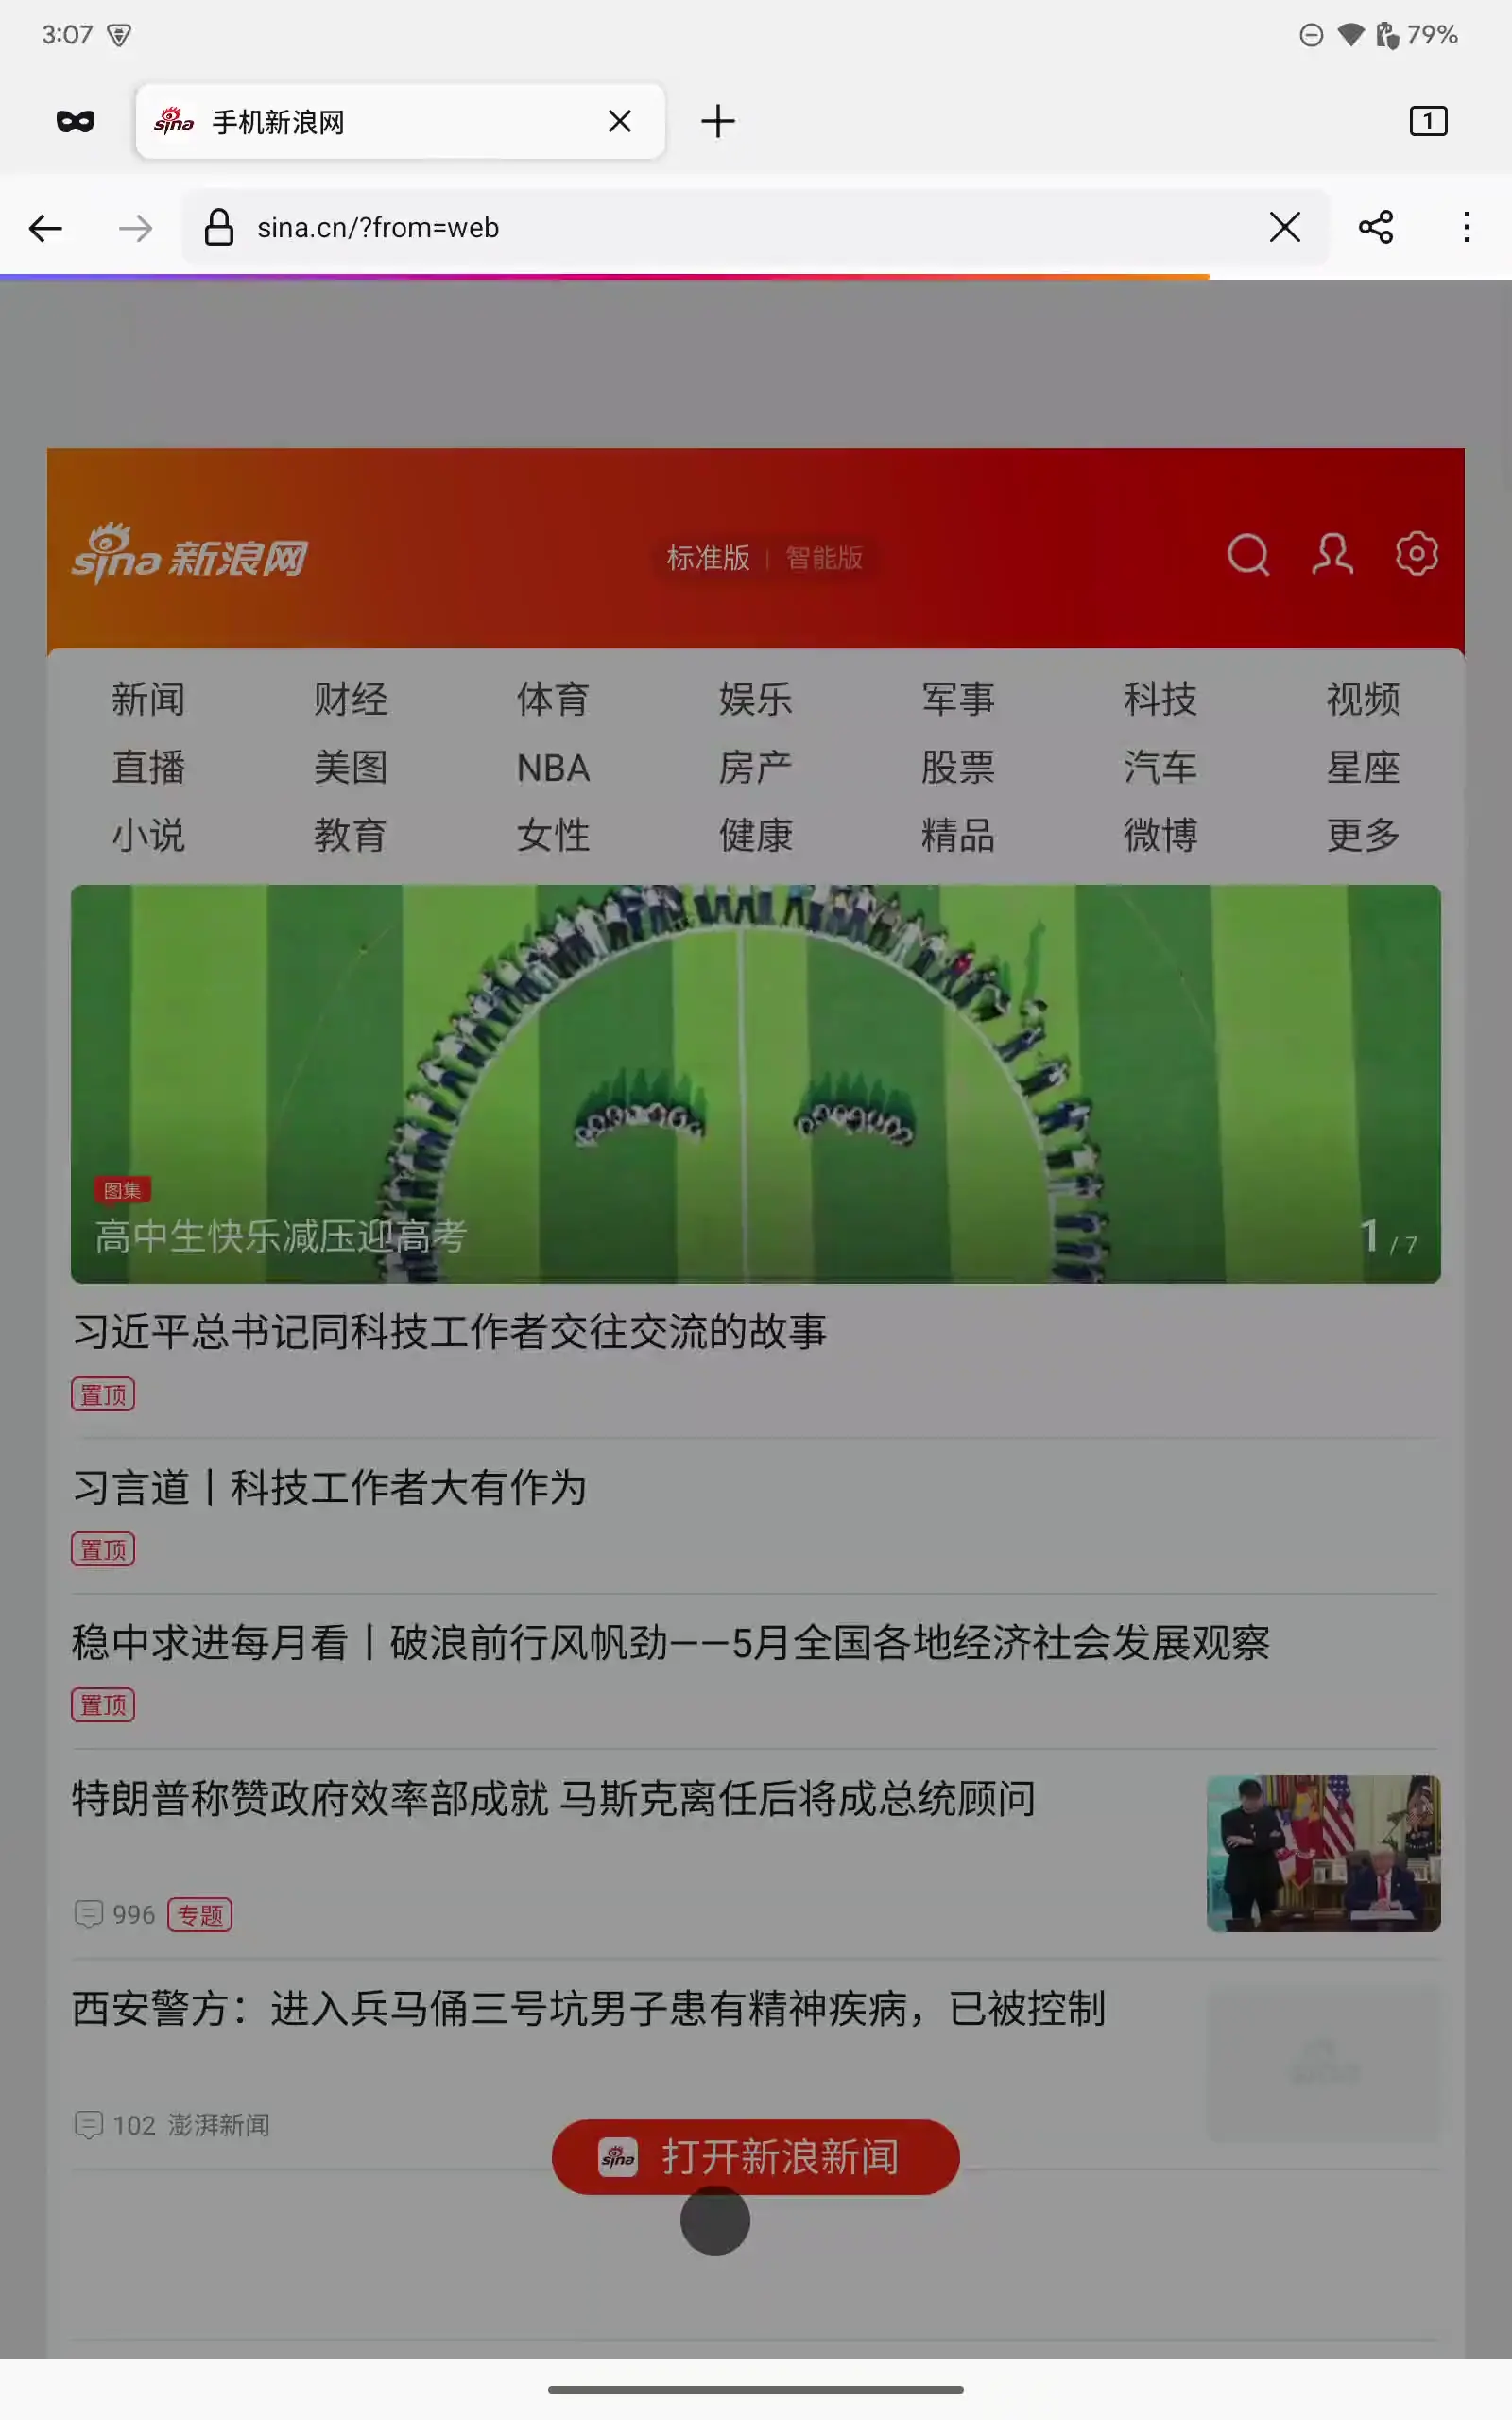 3:07
79%
sina 手机新浪网
1
sina.cn/?from=web
sina 新浪网
标准版 | 智能版
新闻 财经 体育 娱乐 军事 科技 视频
直播 美图 NBA 房产 股票 汽车 星座
小说 教育 女性 健康 精品 微博 更多
图集
高中生快乐减压迎高考
1 / 7
习近平总书记同科技工作者交往交流的故事
置顶
习言道丨科技工作者大有作为
置顶
稳中求进每月看丨破浪前行风帆劲——5月全国各地经济社会发展观察
置顶
特朗普称赞政府效率部成就 马斯克离任后将成总统顾问
996 专题
西安警方：进入兵马俑三号坑男子患有精神疾病，已被控制
sina
102 澎湃新闻
sina 打开新浪新闻